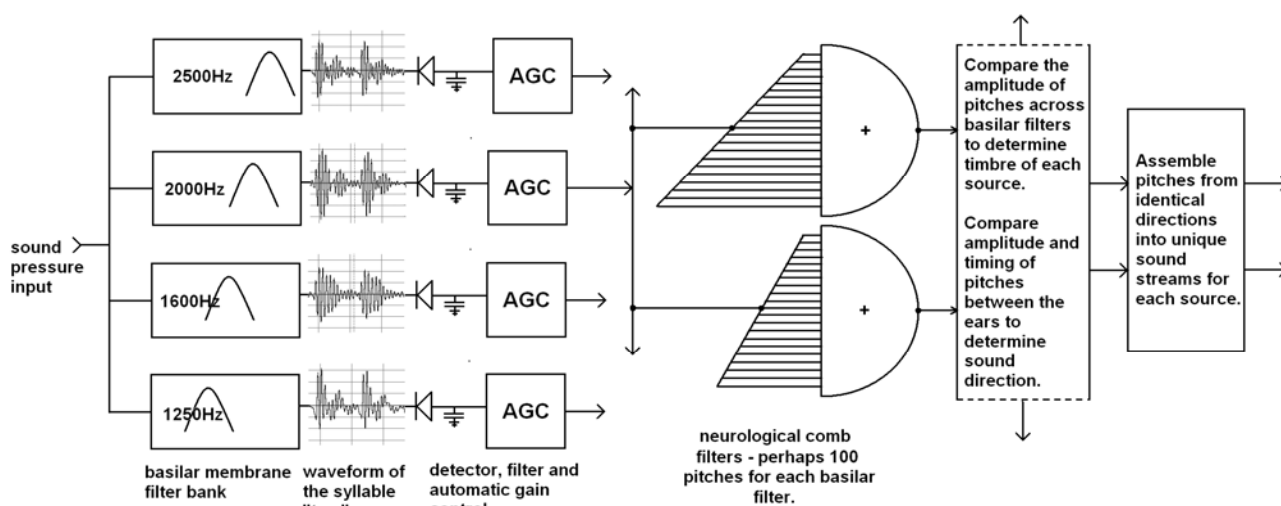 2500Hz
AGC
2000Hz
AGC
sound
pressure
input
1600Hz
AGC
1250Hz
AGC
basilar membrane
filter bank
waveform of
the syllable
detector, filter and
automatic gain
+
+
neurological comb
filters - perhaps 100
pitches for each basilar
filter.
Compare the
amplitude of
pitches across
basilar filters
to determine
timbre of each
source.
Compare
amplitude and
timing of
pitches
between the
ears to
determine
sound
direction.
Assemble
pitches from
identical
directions
into unique
sound
streams for
each source.